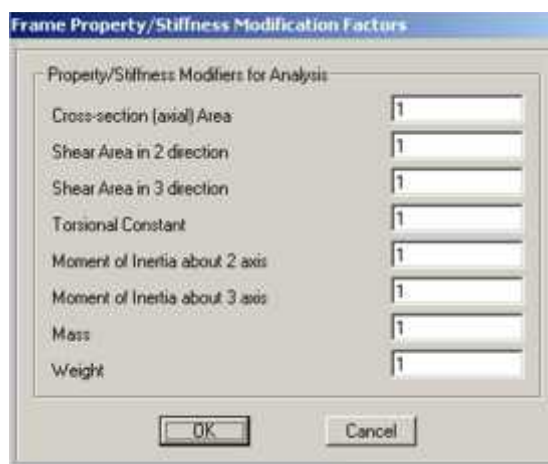 Frame Property/Stiffness Modification Factors
Property/Stiffness Modifiers for Analysis
Cross-section (axial) Area 1
Shear Area in 2 direction 1
Shear Area in 3 direction 1
Torsional Constant 1
Moment of Inertia about 2 axis 1
Moment of Inertia about 3 axis 1
Mass 1
Weight 1
OK Cancel